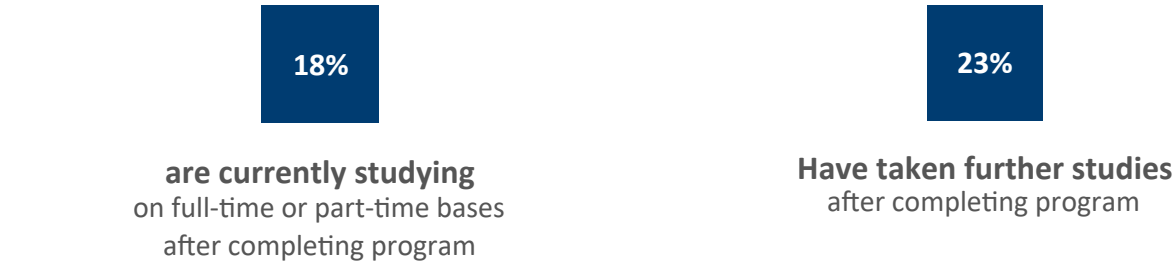 18%
are currently studying
on full-time or part-time bases
after completing program
23%
Have taken further studies
after completing program